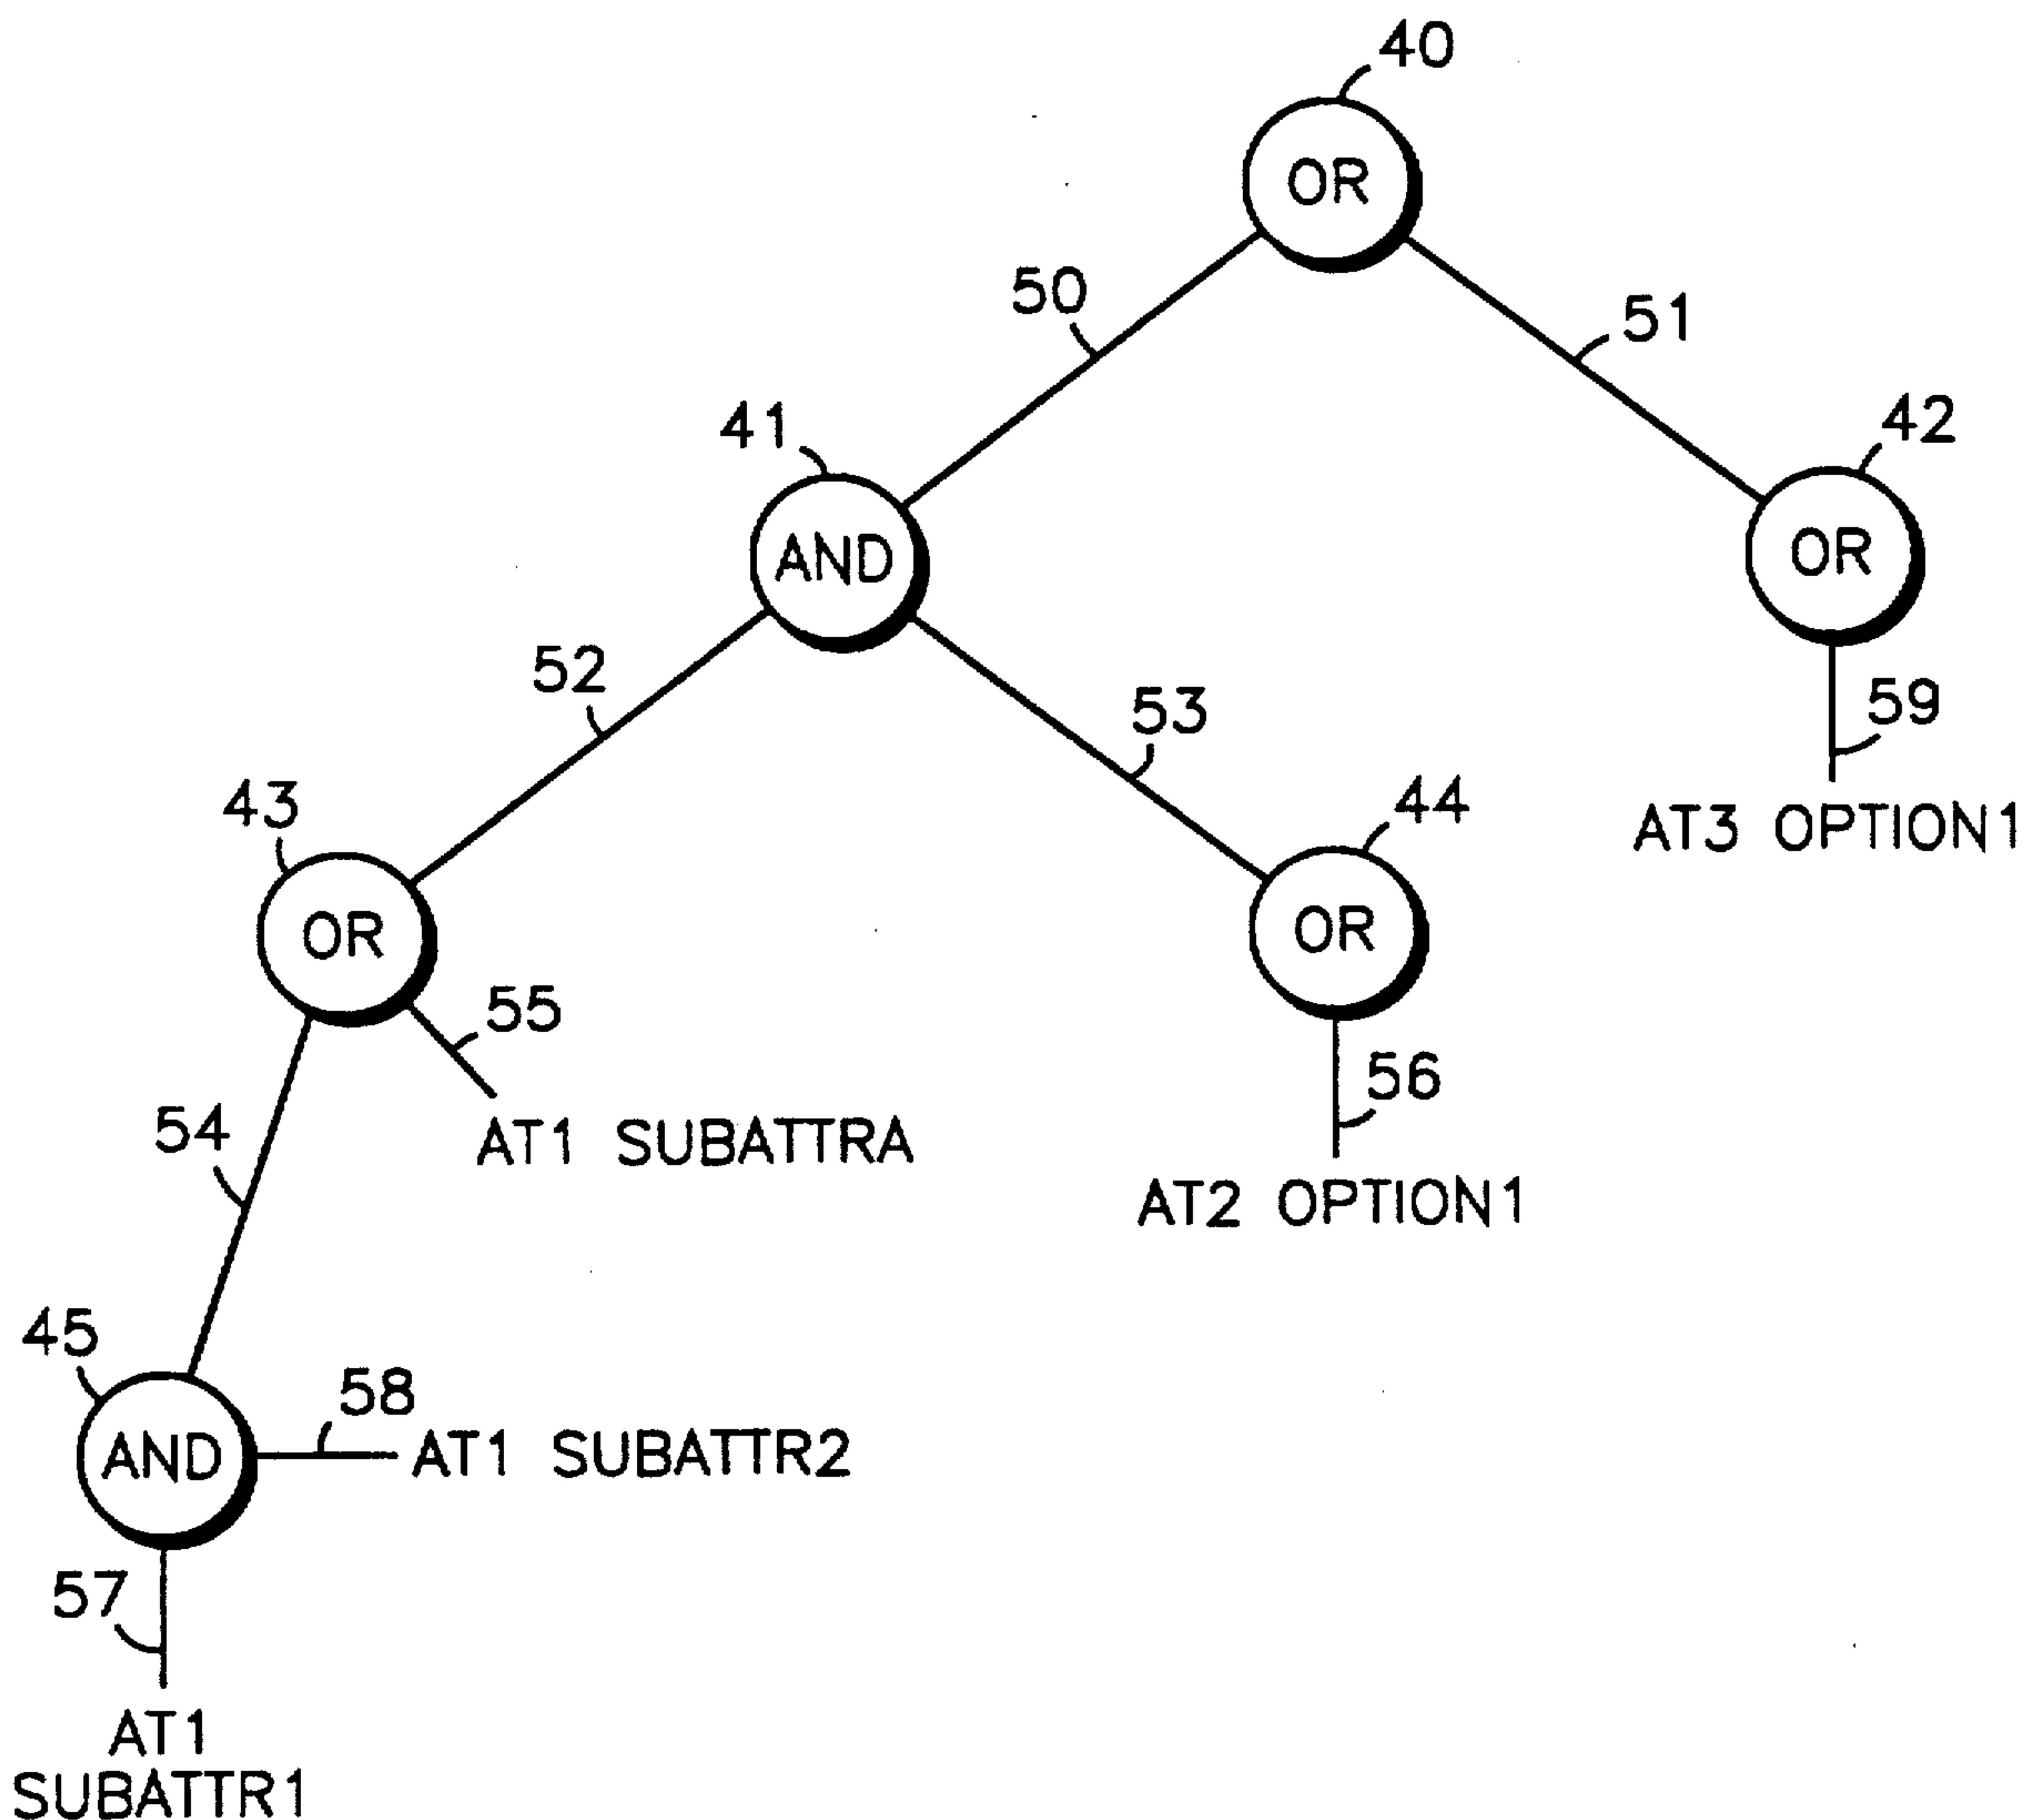 40
OR
50
51
41
42
AND
OR
52
53
59
43
44
AT3 OPTION1
OR
OR
55
56
54
AT1 SUBATTRA
AT2 OPTION1
45
58
AND
AT1 SUBATTR2
57
AT1
SUBATTR1